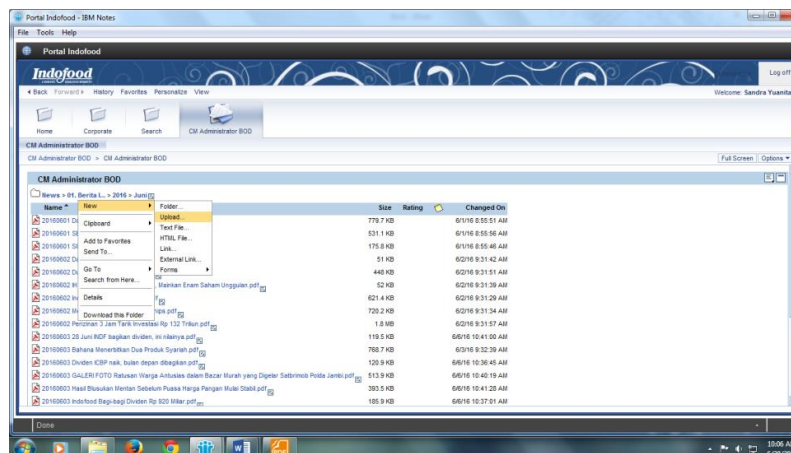 Portal Indofood - IBM Notes
File Tools Help
Portal Indofood
Indofood
Log off
Back Forward History Favorites Personalize View
Welcome: Sandra Yuanita
Home Corporate Search CM Administrator BOD
CM Administrator BOD
CM Administrator BOD > CM Administrator BOD
Full Screen Options
CM Administrator BOD
News > 01. Berita L... > 2016 > Juni
Name Size Rating Changed On
New
Clipboard
Add to Favorites
Send To...
Go To
Search from Here...
Details
Download this Folder
Folder...
Upload...
Text File...
HTML File...
Link...
External Link...
Forms
20160601 779.7 KB 6/1/16 8:55:51 AM
20160601 531.1 KB 6/1/16 8:55:56 AM
20160601 175.8 KB 6/1/16 8:55:46 AM
20160602 51 KB 6/2/16 9:31:42 AM
20160602 448 KB 6/2/16 9:31:51 AM
20160602 , Mainkan Enam Saham Unggulan.pdf 52 KB 6/2/16 9:31:39 AM
20160602 621.4 KB 6/2/16 9:31:29 AM
20160602 720.2 KB 6/2/16 9:31:34 AM
20160602 Perizinan 3 Jam Tarik Investasi Rp 132 Triliun.pdf 1.8 MB 6/2/16 9:31:57 AM
20160603 28 Juni INDF bagikan dividen, ini nilainya.pdf 119.5 KB 6/6/16 10:41:00 AM
20160603 Bahana Menerbitkan Dua Produk Syariah.pdf 768.7 KB 6/3/16 9:32:39 AM
20160603 Dividen ICBP naik, bulan depan dibagikan.pdf 120.9 KB 6/6/16 10:36:45 AM
20160603 GALERI FOTO Ratusan Warga Antusias dalam Bazar Murah yang Digelar Satbrimob Polda Jambi.pdf 513.9 KB 6/6/16 10:40:19 AM
20160603 Hasil Blusukan Mentan Sebelum Puasa Harga Pangan Mulai Stabil.pdf 393.5 KB 6/6/16 10:41:28 AM
20160603 Indofood Bagi-bagi Dividen Rp 920 Miliar.pdf 185.9 KB 6/6/16 10:37:01 AM
Done
10:06 AM